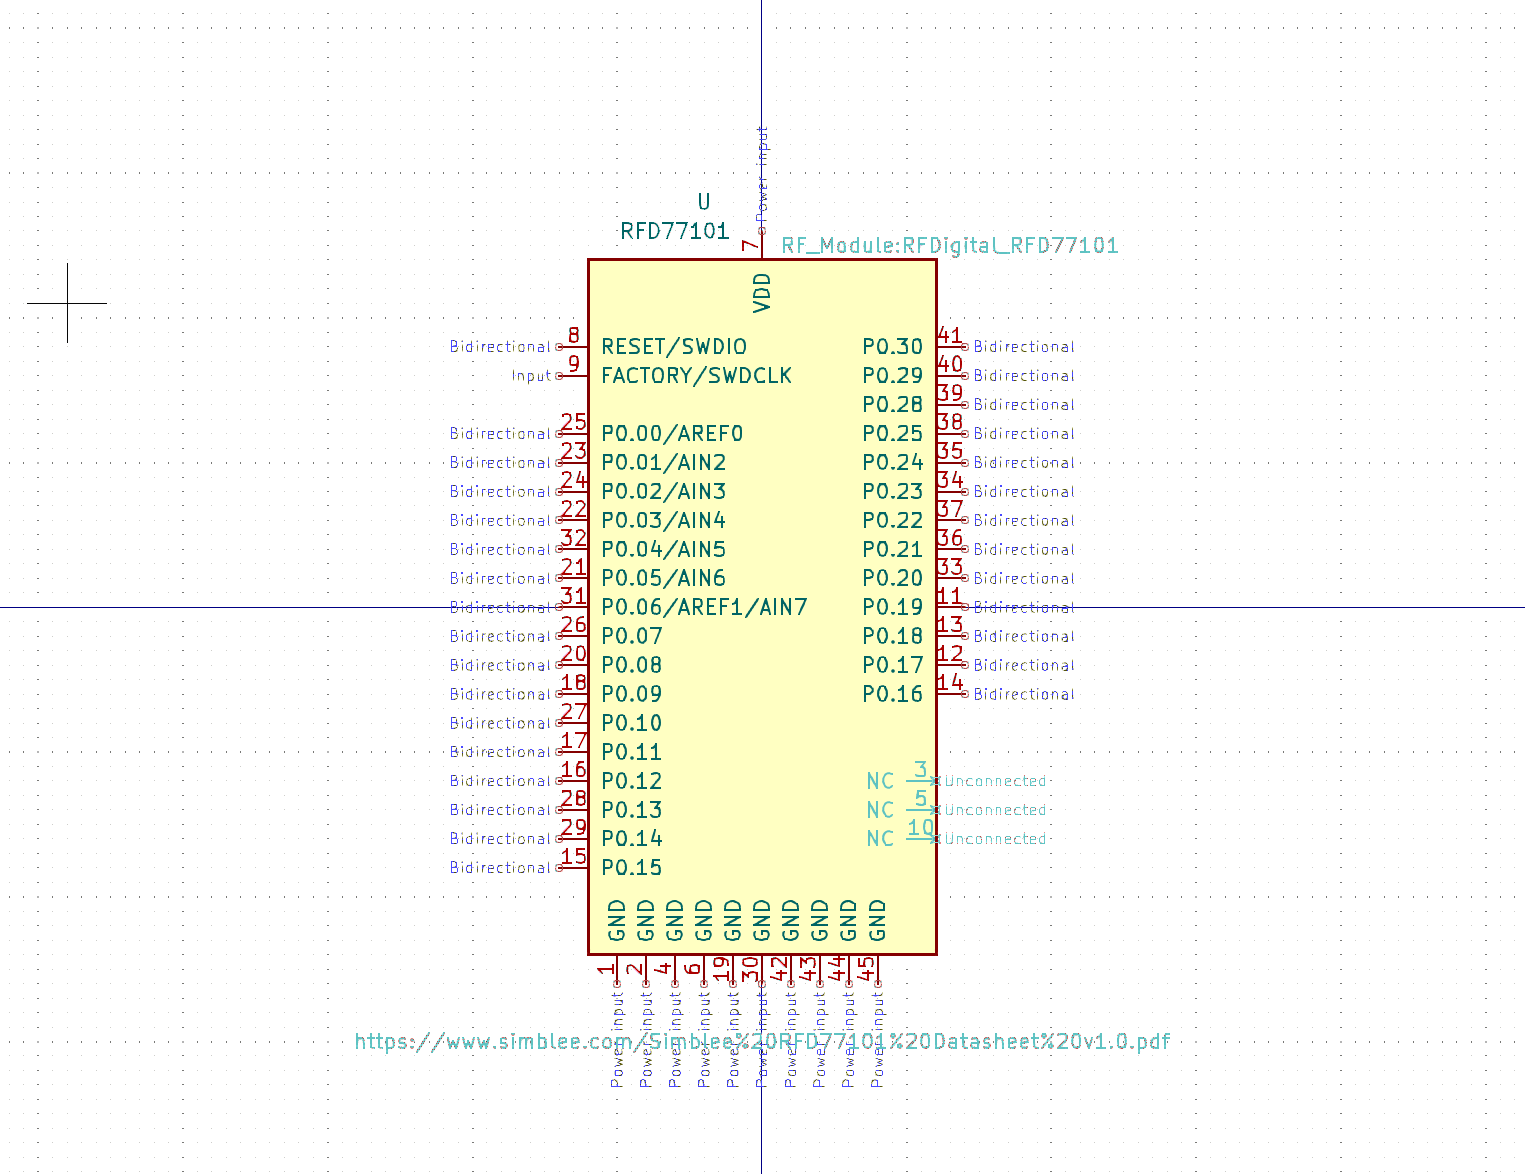 Power input
U
RFD77101
7
RF_Module:RFDigital_RFD77101
VDD
Bidirectional 8 RESET/SWDIO P0.30 41 Bidirectional
Input 9 FACTORY/SWDCLK P0.29 40 Bidirectional
P0.28 39 Bidirectional
Bidirectional 25 P0.00/AREF0 P0.25 38 Bidirectional
Bidirectional 23 P0.01/AIN2 P0.24 35 Bidirectional
Bidirectional 24 P0.02/AIN3 P0.23 34 Bidirectional
Bidirectional 22 P0.03/AIN4 P0.22 37 Bidirectional
Bidirectional 32 P0.04/AIN5 P0.21 36 Bidirectional
Bidirectional 21 P0.05/AIN6 P0.20 33 Bidirectional
Bidirectional 31 P0.06/AREF1/AIN7 P0.19 11 Bidirectional
Bidirectional 26 P0.07 P0.18 13 Bidirectional
Bidirectional 20 P0.08 P0.17 12 Bidirectional
Bidirectional 18 P0.09 P0.16 14 Bidirectional
Bidirectional 27 P0.10
Bidirectional 17 P0.11
Bidirectional 16 P0.12 NC 3 Unconnected
Bidirectional 28 P0.13 NC 5 Unconnected
Bidirectional 29 P0.14 NC 10 Unconnected
Bidirectional 15 P0.15
GND GND GND GND GND GND GND GND GND GND
1 2 4 6 19 30 42 43 44 45
Power input Power input Power input Power input Power input Power input Power input Power input Power input Power input
https://www.simblee.com/Simblee%20RFD77101%20Datasheet%20v1.0.pdf